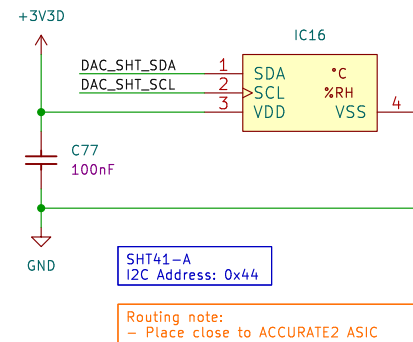 +3V3D
IC16
DAC_SHT_SDA
1
SDA
°C
DAC_SHT_SCL
2
SCL
%RH
3
VDD
VSS
4
C77
100nF
GND
SHT41-A
I2C Address: 0x44
Routing note:
- Place close to ACCURATE2 ASIC